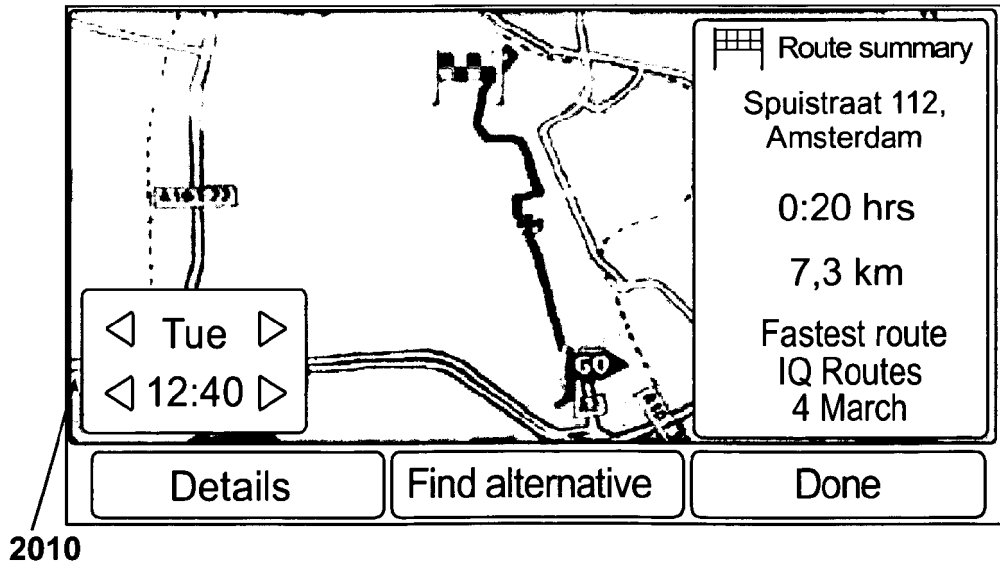 Route summary
Spuistraat 112,
Amsterdam
0:20 hrs
7,3 km
Fastest route
IQ Routes
4 March
GO
Tue
12:40
Details
Find alternative
Done
2010